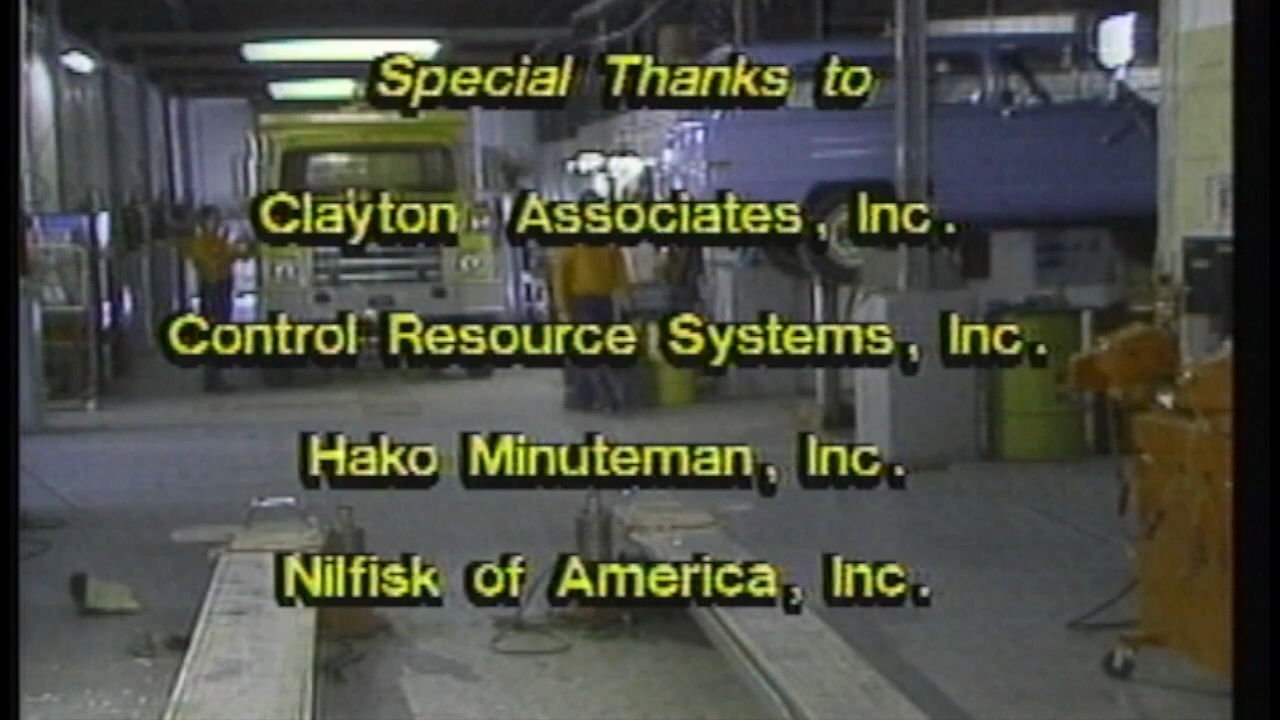 Special Thanks to
Clayton Associates, Inc.
Control Resource Systems, Inc.
Hako Minuteman, Inc.
Nilfisk of America, Inc.